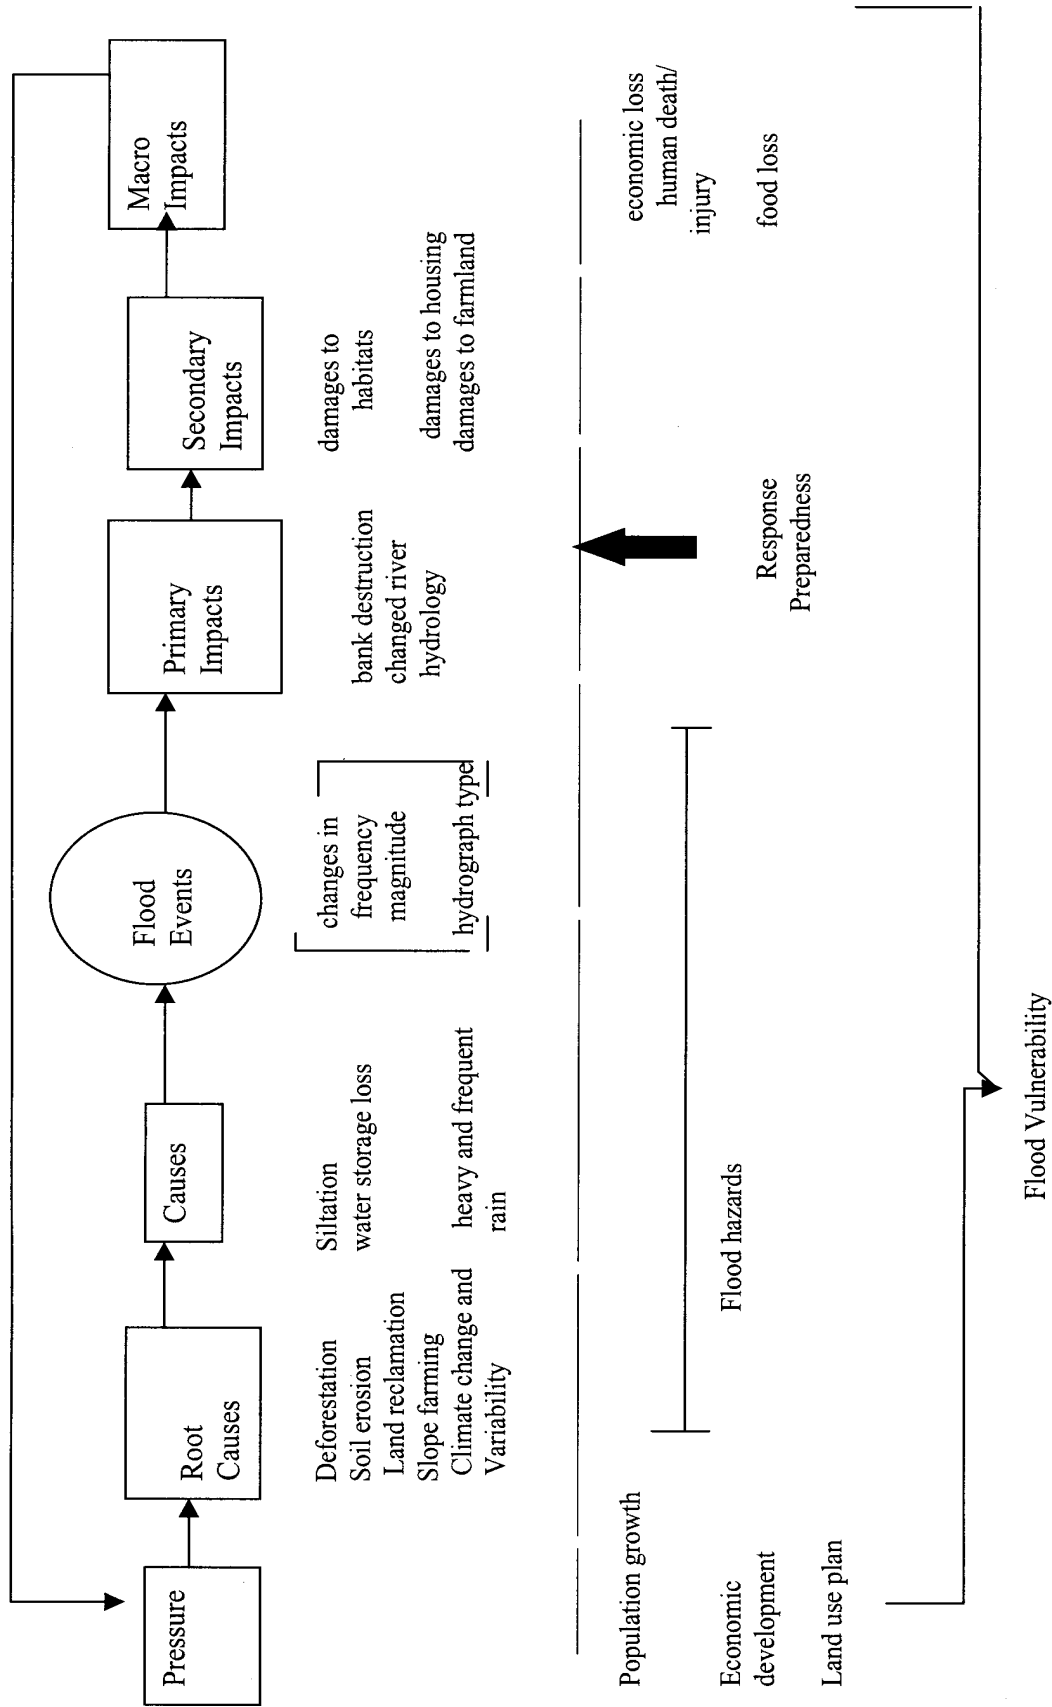 Pressure
Root
Causes
Causes
Flood
Events
Primary
Impacts
Secondary
Impacts
Macro
Impacts
Deforestation
Soil erosion
Land reclamation
Slope farming
Climate change and
Variability
Siltation
water storage loss
heavy and frequent
rain
changes in
frequency
magnitude
hydrograph type
bank destruction
changed river
hydrology
damages to
habitats
damages to housing
damages to farmland
Population growth
Economic
development
Land use plan
Flood hazards
Response
Preparedness
economic loss
human death/
injury
food loss
Flood Vulnerability